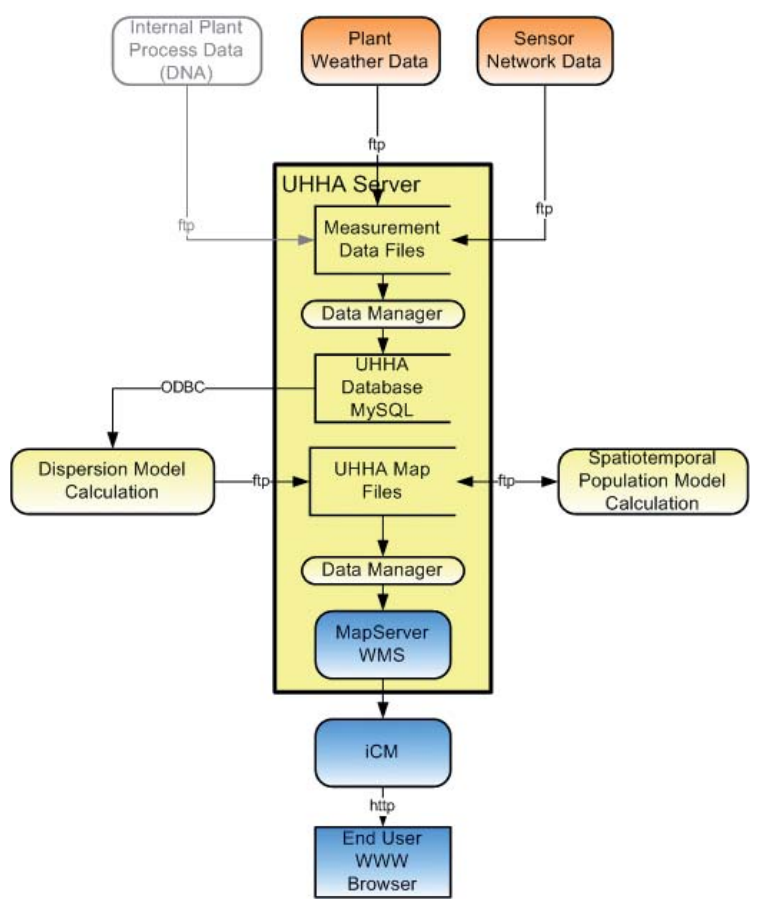 Internal Plant
Process Data
(DNA)
Plant
Weather Data
Sensor
Network Data
ftp
UHHA Server
ftp
ftp
Measurement
Data Files
Data Manager
UHHA
Database
MySQL
ODBC
Dispersion Model
Calculation
ftp
UHHA Map
Files
ftp
Spatiotemporal
Population Model
Calculation
Data Manager
MapServer
WMS
iCM
http
End User
WWW
Browser